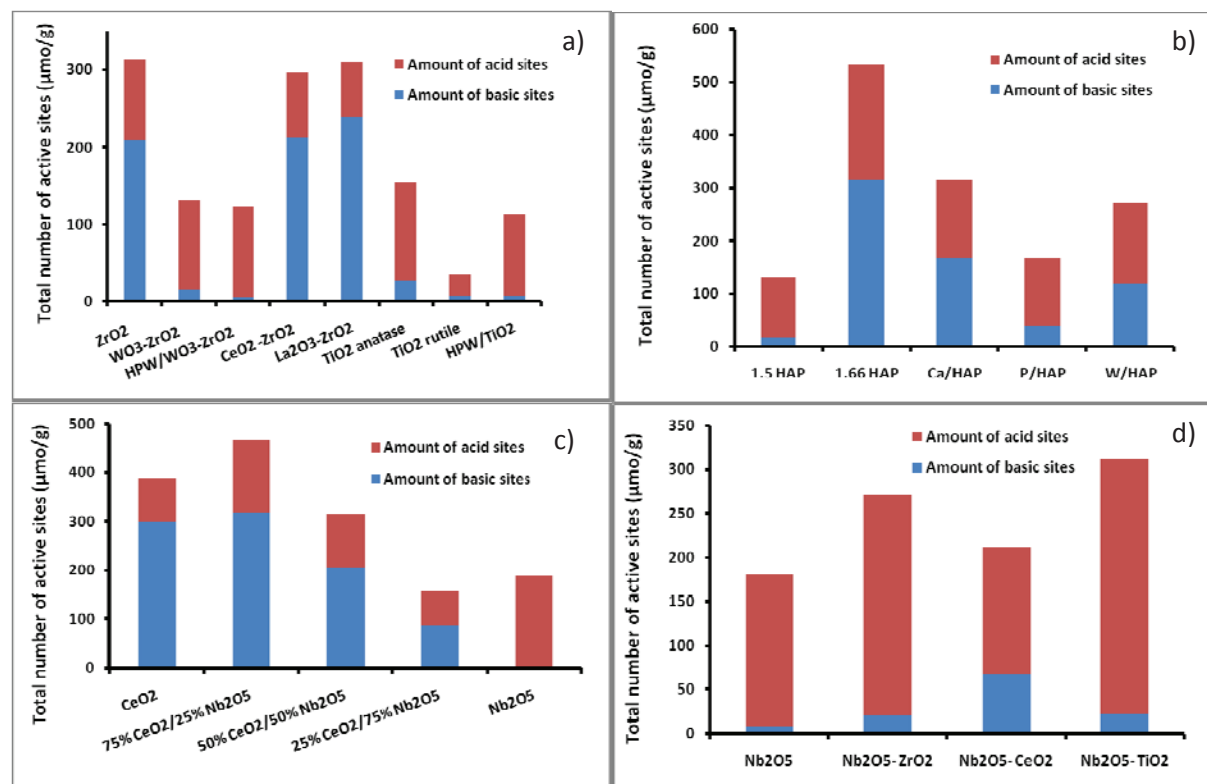 a)
Total number of active sites (µmo/g)
Amount of acid sites
Amount of basic sites
300
200
100
0
ZrO2
WO3-ZrO2
HPW/WO3-ZrO2
CeO2 -ZrO2
La2O3-ZrO2
TiO2 anatase
TiO2 rutile
HPW/TiO2
b)
Total number of active sites (µmo/g)
Amount of acid sites
Amount of basic sites
600
500
400
300
200
100
0
1.5 HAP
1.66 HAP
Ca/HAP
P/HAP
W/HAP
c)
Total number of active sites (µmo/g)
Amount of acid sites
Amount of basic sites
500
400
300
200
100
0
CeO2
75% CeO2/25% Nb2O5
50% CeO2/50% Nb2O5
25% CeO2/75% Nb2O5
Nb2O5
d)
Total number of active sites (µmo/g)
Amount of acid sites
Amount of basic sites
350
300
250
200
150
100
50
0
Nb2O5
Nb2O5- ZrO2
Nb2O5- CeO2
Nb2O5- TiO2